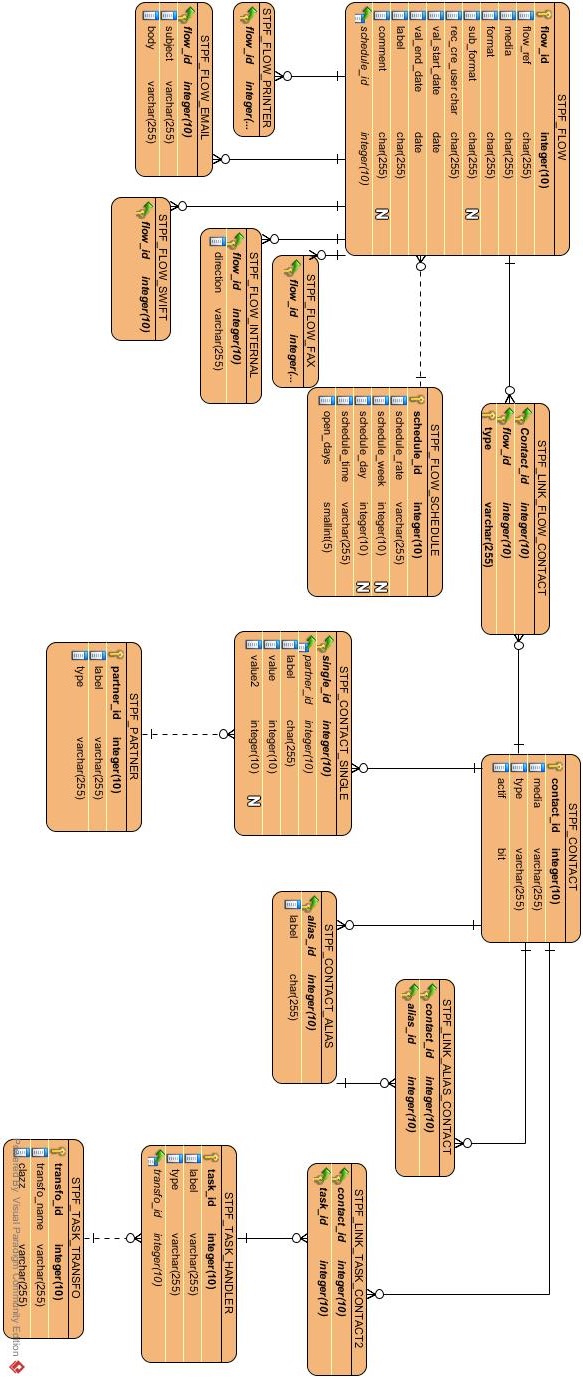 STPF_FLOW
flow_id integer(10)
flow_ref char(255)
media char(255)
format char(255)
sub_format char(255) N
rec_cre_user char char(255)
val_start_date date
val_end_date date
label char(255)
comment char(255) N
schedule_id integer(10)
STPF_FLOW_PRINTER
flow_id integer(...
STPF_FLOW_EMAIL
flow_id integer(10)
subject varchar(255)
body varchar(255)
STPF_FLOW_SWIFT
flow_id integer(10)
STPF_FLOW_INTERNAL
flow_id integer(10)
direction varchar(255)
STPF_FLOW_FAX
flow_id integer(...
STPF_FLOW_SCHEDULE
schedule_id integer(10)
schedule_rate varchar(255)
schedule_week integer(10) N
schedule_day integer(10) N
schedule_time varchar(255)
open_days smallint(5)
STPF_LINK_FLOW_CONTACT
Contact_id integer(10)
flow_id integer(10)
type varchar(255)
STPF_CONTACT_SINGLE
single_id integer(10)
partner_id integer(10)
label char(255)
value integer(10)
value2 integer(10) N
STPF_PARTNER
partner_id integer(10)
label varchar(255)
type varchar(255)
STPF_CONTACT
contact_id integer(10)
media varchar(255)
type varchar(255)
actif bit
STPF_CONTACT_ALIAS
alias_id integer(10)
label char(255)
STPF_LINK_ALIAS_CONTACT
contact_id integer(10)
alias_id integer(10)
STPF_LINK_TASK_CONTACT2
contact_id integer(10)
task_id integer(10)
STPF_TASK_HANDLER
task_id integer(10)
label varchar(255)
type varchar(255)
transfo_id integer(10)
STPF_TASK_TRANSFO
transfo_id integer(10)
transfo_name varchar(255)
clazz varchar(255)
Powered By Visual Paradigm Community Edition